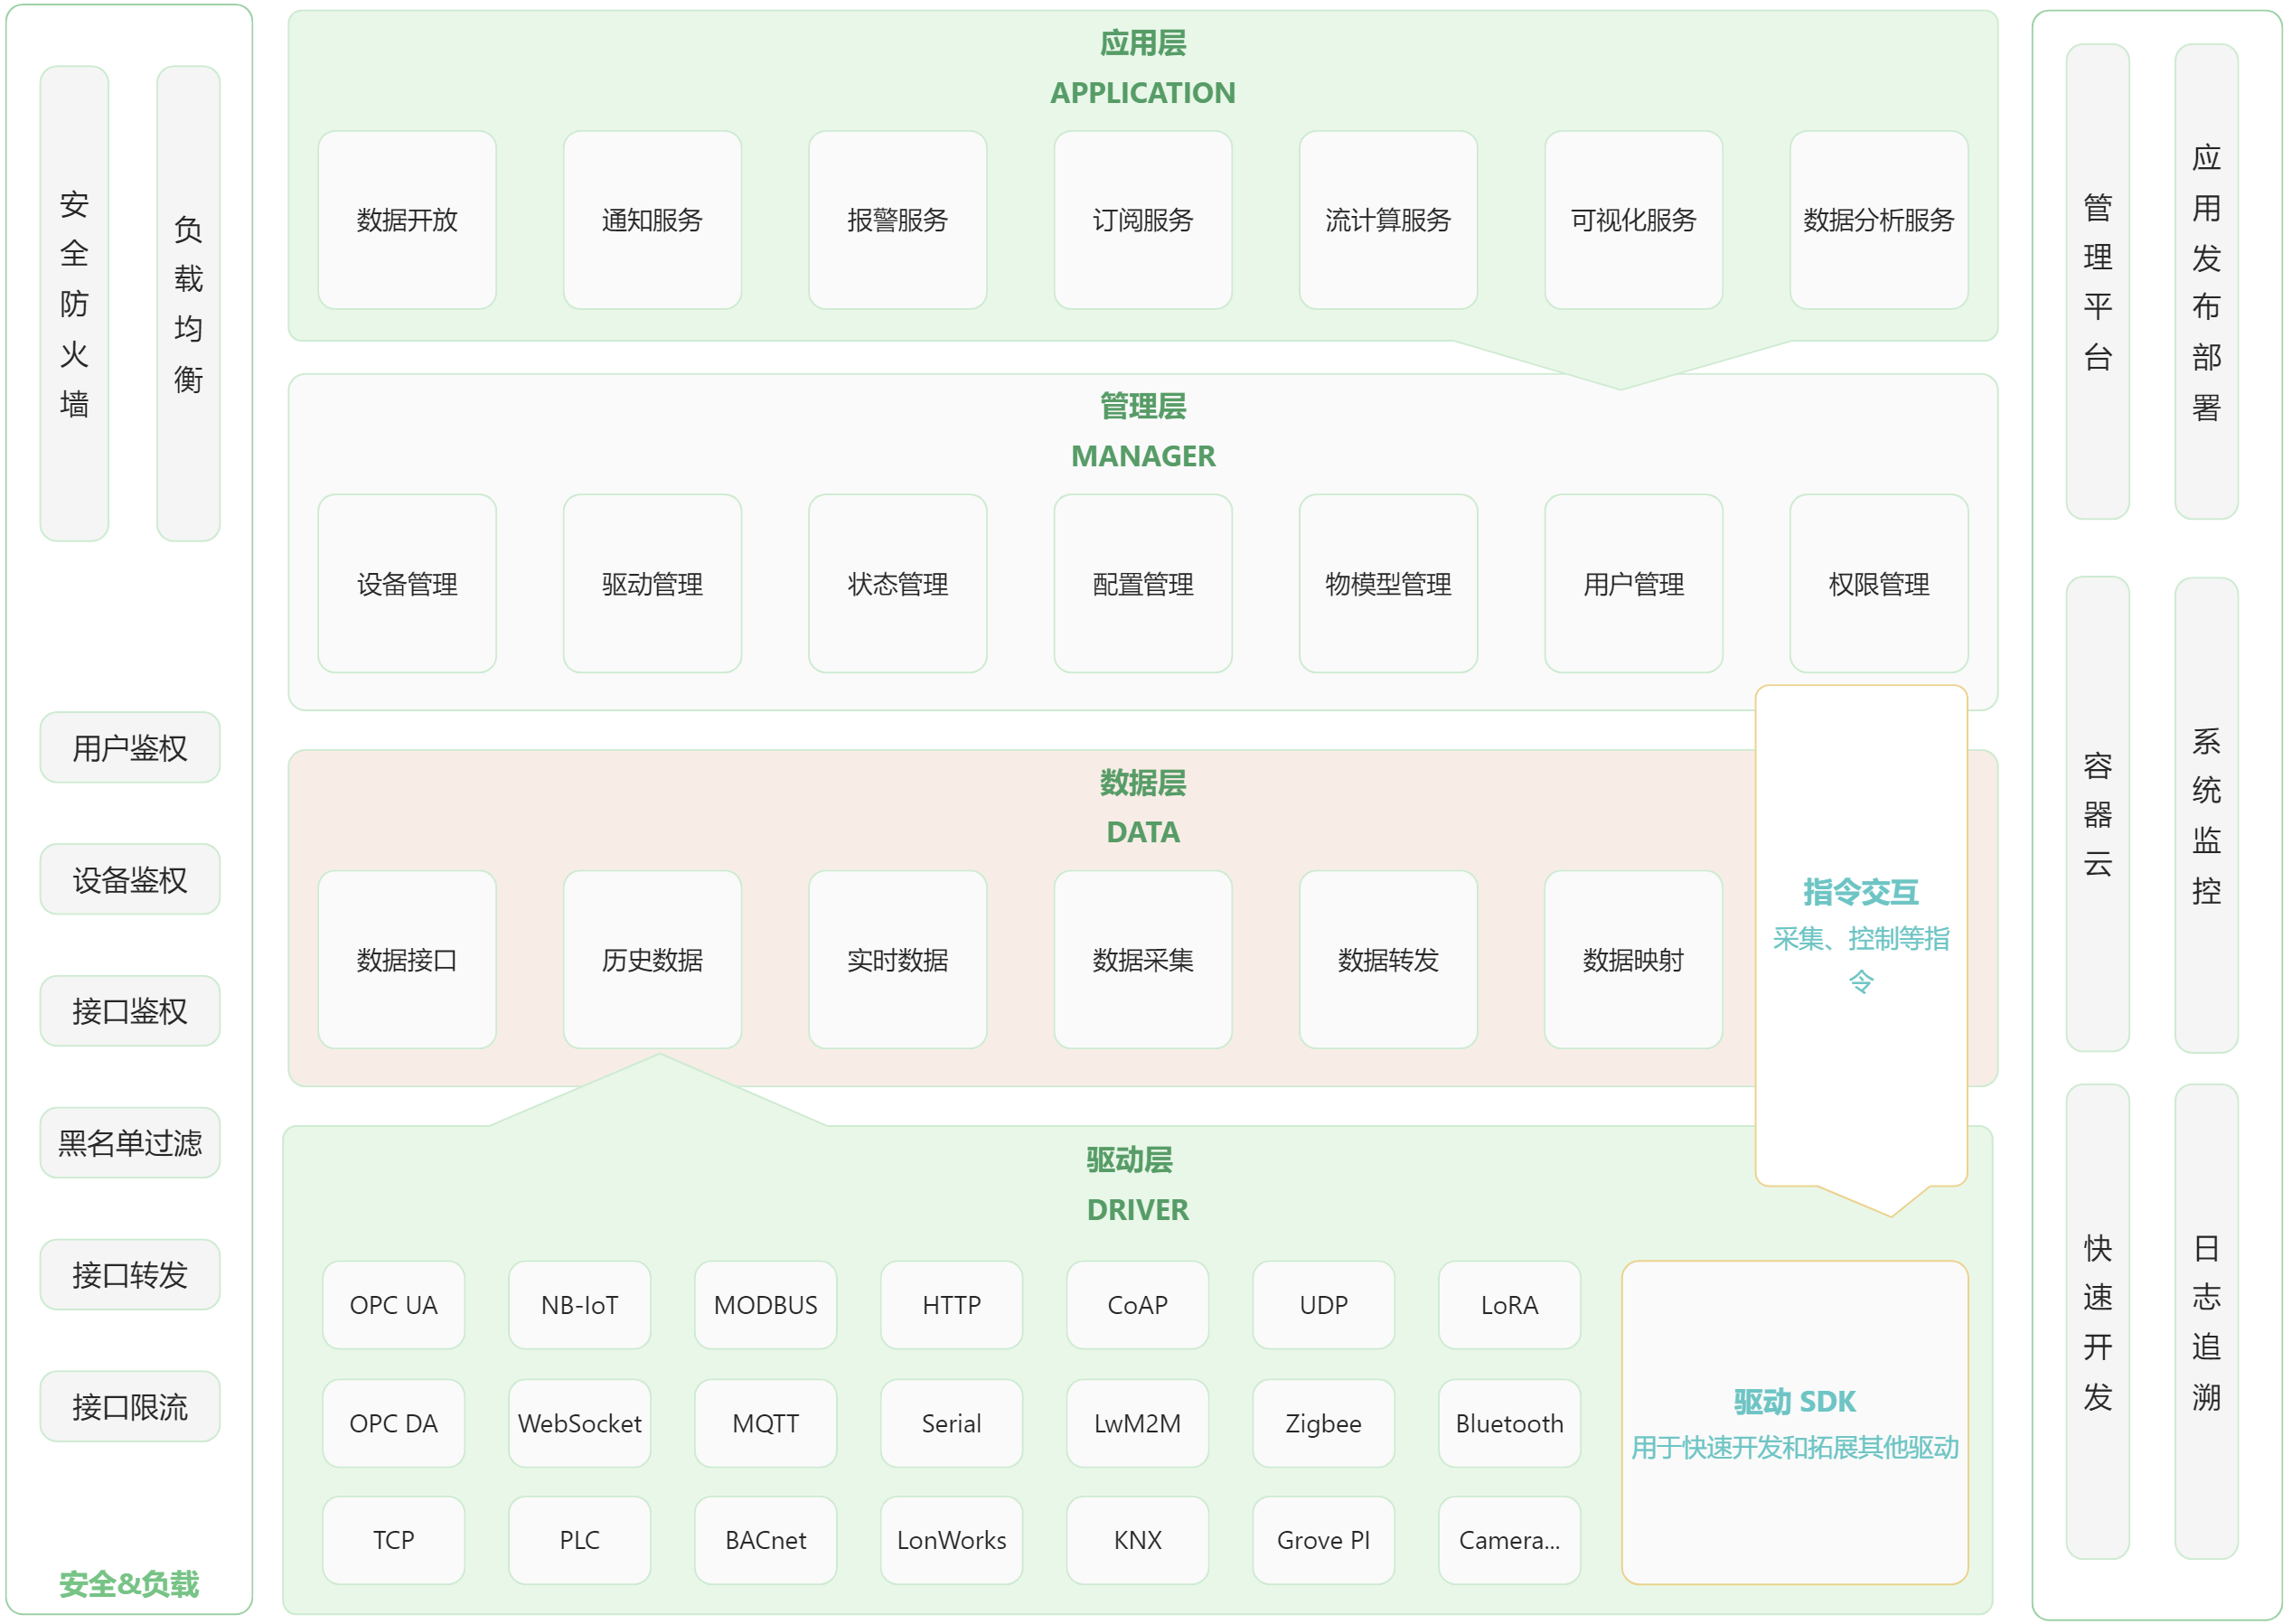 安全防火墙
负载均衡
用户鉴权
设备鉴权
接口鉴权
黑名单过滤
接口转发
接口限流
安全&负载
应用层
APPLICATION
数据开放
通知服务
报警服务
订阅服务
流计算服务
可视化服务
数据分析服务
管理层
MANAGER
设备管理
驱动管理
状态管理
配置管理
物模型管理
用户管理
权限管理
数据层
DATA
数据接口
历史数据
实时数据
数据采集
数据转发
数据映射
指令交互
采集、控制等指
令
驱动层
DRIVER
OPC UA
NB-IoT
MODBUS
HTTP
CoAP
UDP
LoRA
OPC DA
WebSocket
MQTT
Serial
LwM2M
Zigbee
Bluetooth
TCP
PLC
BACnet
LonWorks
KNX
Grove PI
Camera...
驱动 SDK
用于快速开发和拓展其他驱动
管理平台
应用发布部署
容器云
系统监控
快速开发
日志追溯